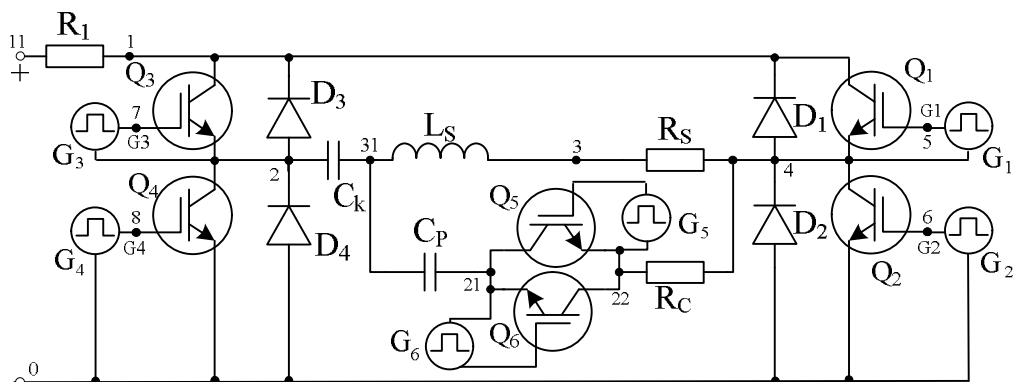 R1
11 1
+
Q3 D3 D1 Q1
7 G1
G3 LS RS 5
G3 31 3 G1
2 4
Q4 Ck Q5
8 D4 CP G5 D2 6
G4 G2
G4 21 22 Q2 G2
RC
G6 Q6
0